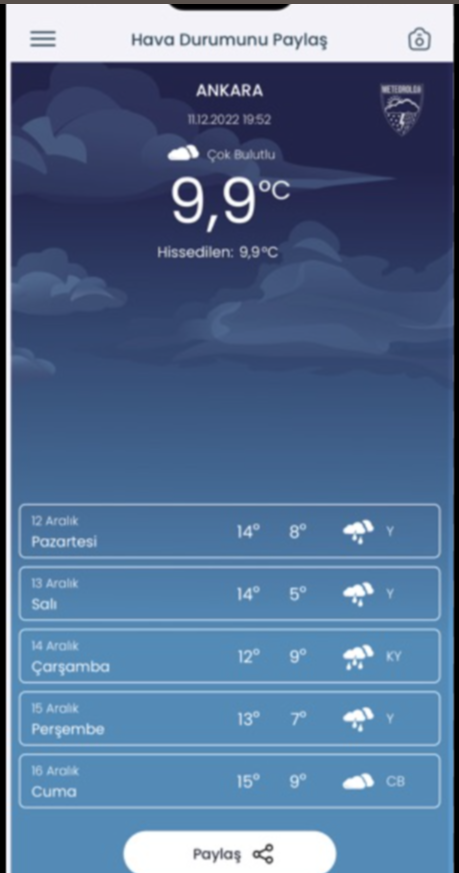 Hava Durumunu Paylaş
ANKARA
METEOROLOJİ
11.12.2022 19:52
Çok Bulutlu
9,9°C
Hissedilen: 9,9°C
12 Aralık
Pazartesi 14° 8° Y
13 Aralık
Salı 14° 5° Y
14 Aralık
Çarşamba 12° 9° KY
15 Aralık
Perşembe 13° 7° Y
16 Aralık
Cuma 15° 9° CB
Paylaş